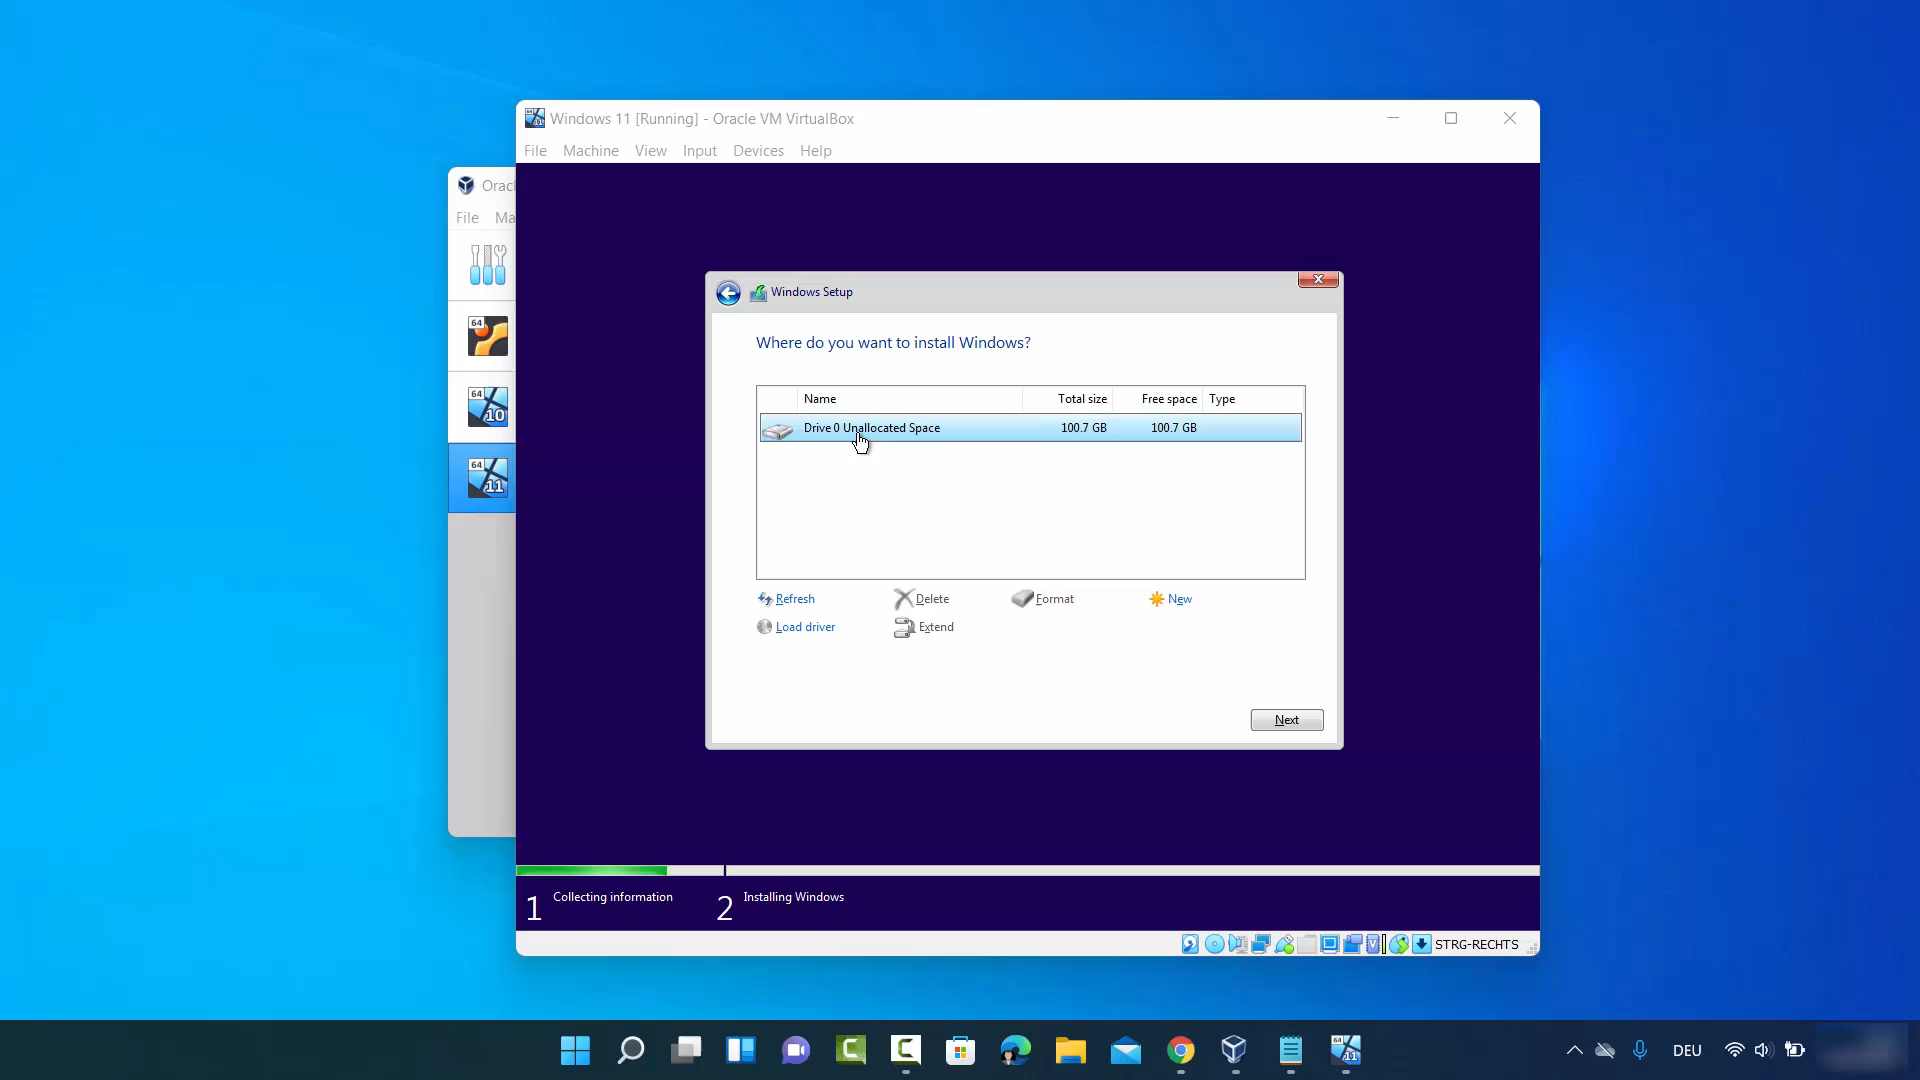 Windows 11 [Running] - Oracle VM VirtualBox
File Machine View Input Devices Help
Orac
File Ma
64
64
10
64
11
Windows Setup
Where do you want to install Windows?
Name Total size Free space Type
Drive 0 Unallocated Space 100.7 GB 100.7 GB
Refresh Delete Format New
Load driver Extend
Next
1 Collecting information 2 Installing Windows
STRG-RECHTS
64
11
DEU